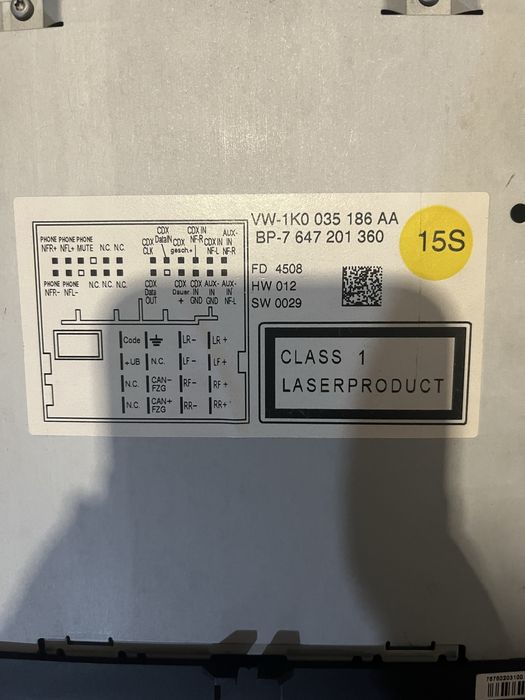 VW-1K0 035 186 AA
BP-7 647 201 360
15S
FD 4508
HW 012
SW 0029
CLASS 1
LASERPRODUCT
PHONE PHONE PHONE
NFR+ NFL+ MUTE N.C. N.C.
PHONE PHONE
NFR- NFL- N.C. N.C. N.C.
CDX
CLK
CDX
DataIN
CDX
gesch.+
CDX IN
NF-R
CDX IN
NF-L
AUX-
IN
NF-R
CDX
Data
OUT
CDX
Dauer
+
CDX
IN
GND
AUX-
IN
GND
AUX-
IN
NF-L
Code LR- LR+
+UB N.C. LF- LF+
N.C. CAN- FZG RF- RF+
N.C. CAN+ FZG RR- RR+